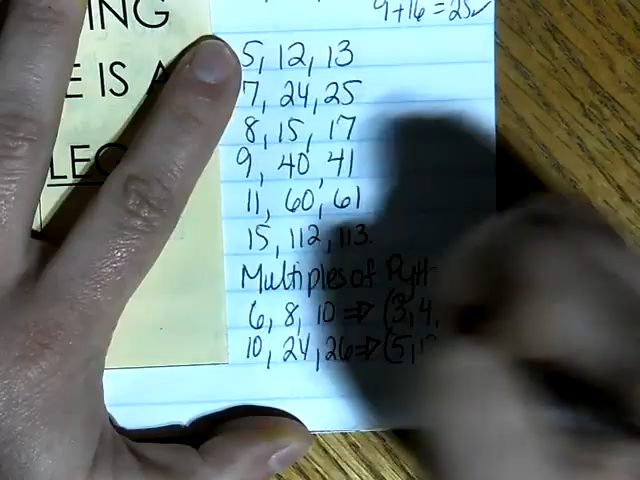 ING
9+16=25✓
E IS A
LEG
5, 12, 13
7, 24, 25
8, 15, 17
9, 40, 41
11, 60, 61
15, 112, 113.
Multiples of
6, 8, 10 ⇒ (3, 4,
10, 24, 26 ⇒ (5,